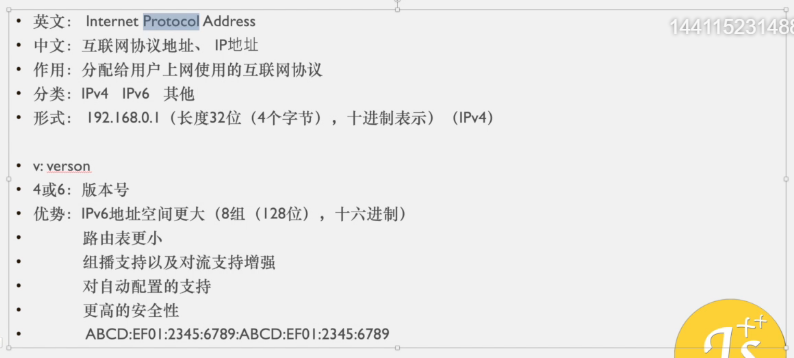 • 英文： Internet Protocol Address
• 中文：互联网协议地址、 IP地址
• 作用：分配给用户上网使用的互联网协议
• 分类：IPv4 IPv6 其他
• 形式： 192.168.0.1（长度32位（4个字节），十进制表示）（IPv4）
• v: verson
• 4或6：版本号
• 优势：IPv6地址空间更大（8组（128位），十六进制）
• 路由表更小
• 组播支持以及对流支持增强
• 对自动配置的支持
• 更高的安全性
• ABCD:EF01:2345:6789:ABCD:EF01:2345:6789
144115231488
Js++